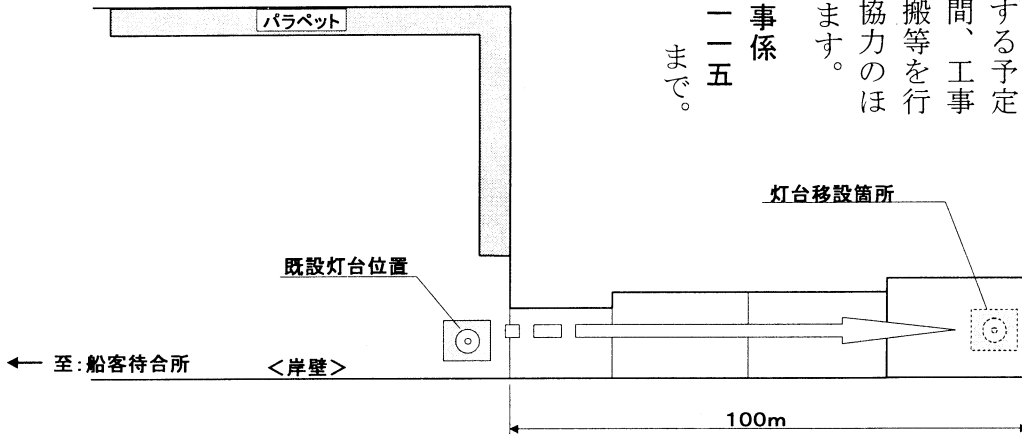 する予定
間、工事
搬等を行
協力のほ
ます。
事係
一一五
まで。
パラペット
灯台移設箇所
既設灯台位置
← 至:船客待合所
<岸壁>
100m